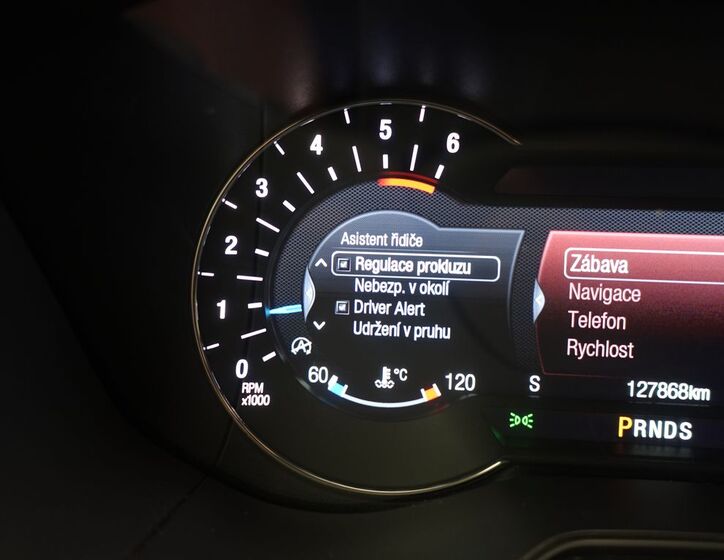 0
1
2
3
4
5
6
RPM
x1000
Asistent řidiče
Regulace prokluzu
Nebezp. v okolí
Driver Alert
Udržení v pruhu
60 °C 120
Zábava
Navigace
Telefon
Rychlost
S 127868km
PRNDS